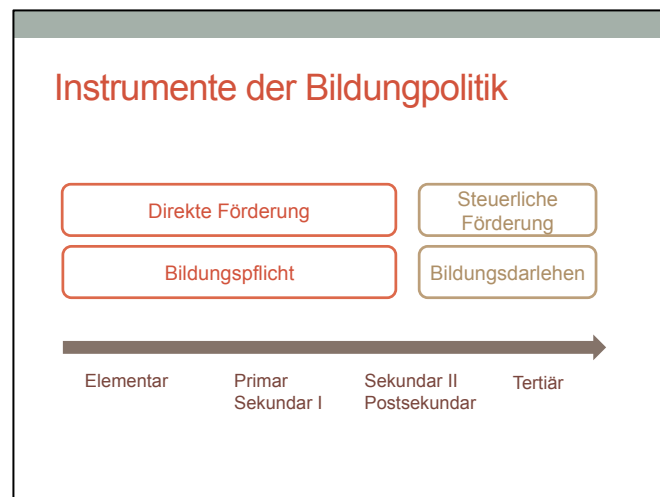 Instrumente der Bildungpolitik
Direkte Förderung
Steuerliche
Förderung
Bildungspflicht
Bildungsdarlehen
Elementar
Primar
Sekundar I
Sekundar II
Postsekundar
Tertiär